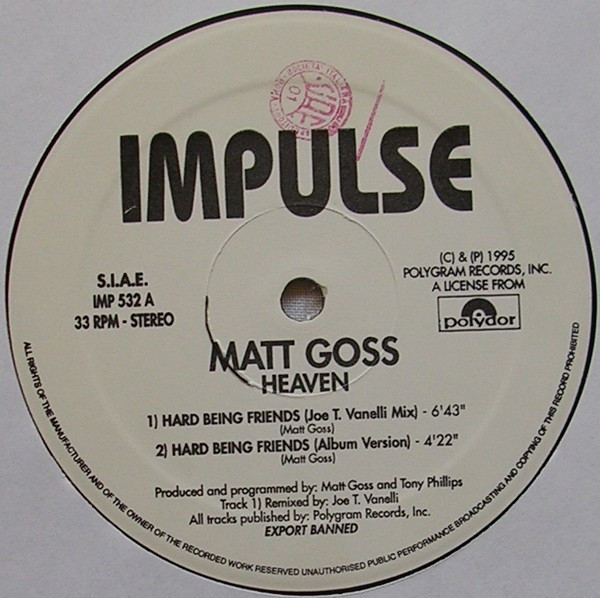 IMPULSE
S.I.A.E.
IMP 532 A
33 RPM - STEREO
(C) & (P) 1995
POLYGRAM RECORDS, INC.
A LICENSE FROM
polydor
MATT GOSS
HEAVEN
1) HARD BEING FRIENDS (Joe T. Vanelli Mix) - 6'43"
(Matt Goss)
2) HARD BEING FRIENDS (Album Version) - 4'22"
(Matt Goss)
Produced and programmed by: Matt Goss and Tony Phillips
Track 1) Remixed by: Joe T. Vanelli
All tracks published by: Polygram Records, Inc.
EXPORT BANNED
ALL RIGHTS OF THE MANUFACTURER AND OF THE OWNER OF THE RECORDED WORK RESERVED UNAUTHORISED PUBLIC PERFORMANCE BROADCASTING AND COPYING OF THIS RECORD PROHIBITED